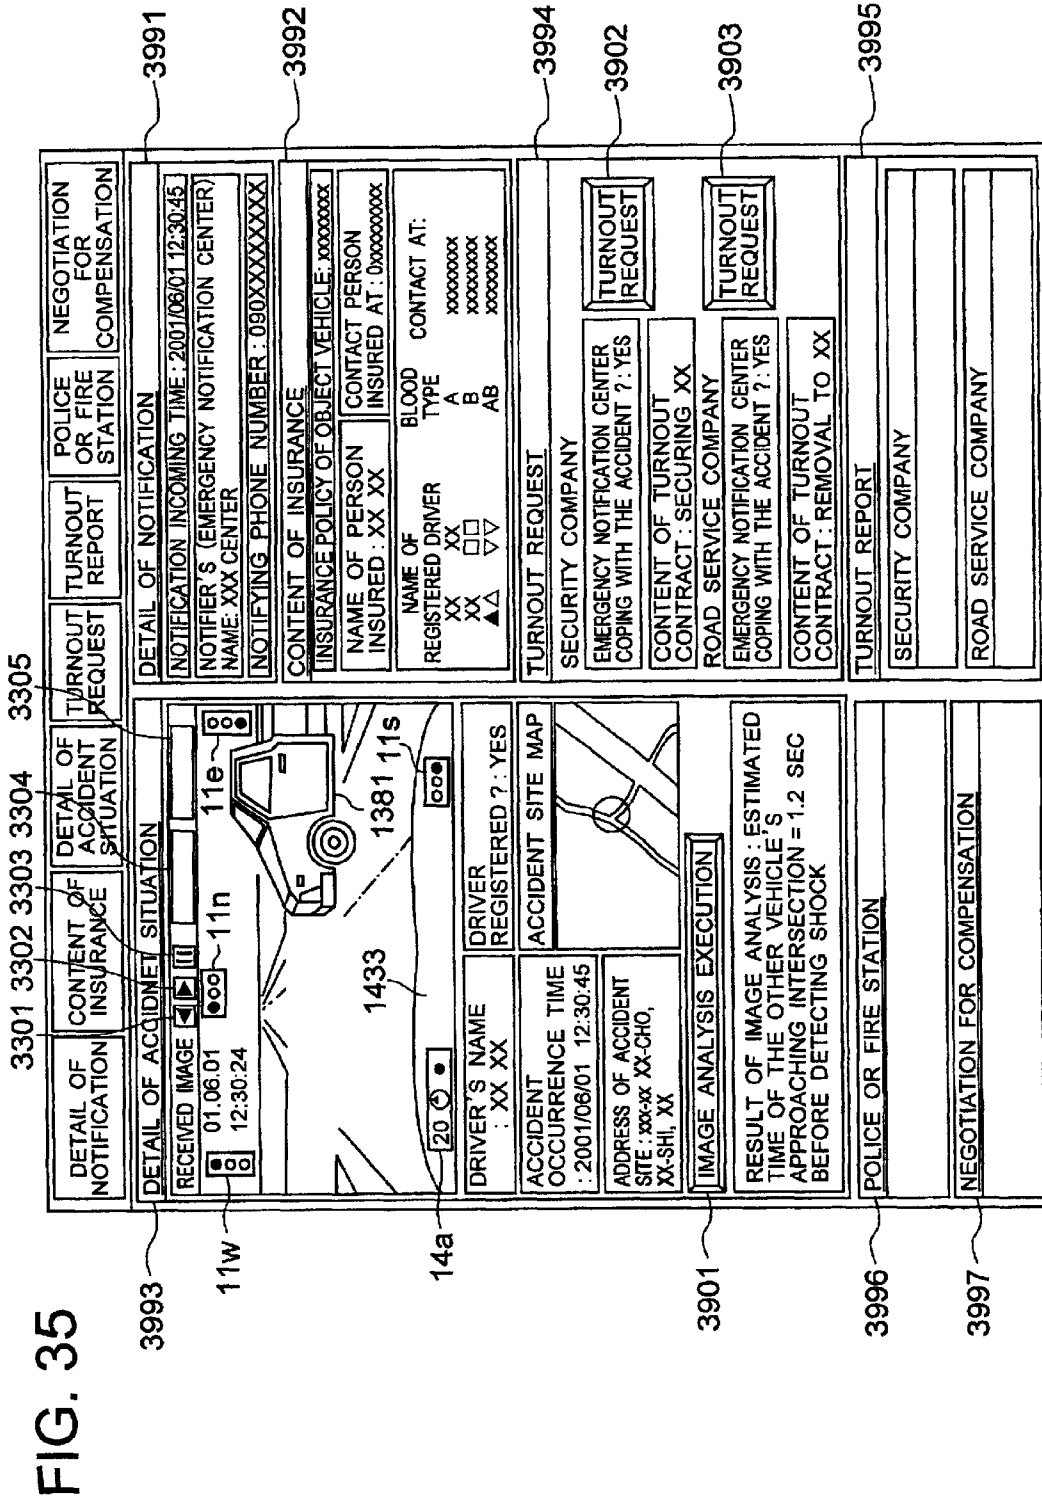 FIG. 35
3301 3302 3303 3304 3305
DETAIL OF
NOTIFICATION
CONTENT OF
INSURANCE
DETAIL OF
ACCIDENT
SITUATION
TURNOUT
REQUEST
TURNOUT
REPORT
POLICE
OR FIRE
STATION
NEGOTIATION
FOR
COMPENSATION
3993
DETAIL OF ACCIDNET SITUATION
RECEIVED IMAGE
01.06.01
12:30:24
11w
11n
11e
1381
11s
1433
14a
20
DRIVER'S NAME
: XX XX
DRIVER
REGISTERED ? : YES
ACCIDENT
OCCURRENCE TIME
: 2001/06/01 12:30:45
ACCIDENT SITE MAP
ADDRESS OF ACCIDENT
SITE : xxx-xx XX-CHO,
XX-SHI, XX
3901
IMAGE ANALYSIS EXECUTION
RESULT OF IMAGE ANALYSIS : ESTIMATED
TIME OF THE OTHER VEHICLE'S
APPROACHING INTERSECTION = 1.2 SEC
BEFORE DETECTING SHOCK
3996
POLICE OR FIRE STATION
3997
NEGOTIATION FOR COMPENSATION
3991
DETAIL OF NOTIFICATION
NOTIFICATION INCOMING TIME : 2001/06/01 12:30:45
NOTIFIER'S (EMERGENCY NOTIFICATION CENTER)
NAME: XXX CENTER
NOTIFYING PHONE NUMBER : 090XXXXXXXX
3992
CONTENT OF INSURANCE
INSURANCE POLICY OF OBJECT VEHICLE: xxxxxxxx
NAME OF PERSON
INSURED : XX XX
CONTACT PERSON
INSURED AT : 0xxxxxxxxx
NAME OF
REGISTERED DRIVER
BLOOD
TYPE
CONTACT AT:
XX XX A xxxxxxxx
XX □□ B xxxxxxxx
▲△ ▽▽ AB xxxxxxxx
3994
TURNOUT REQUEST
SECURITY COMPANY
EMERGENCY NOTIFICATION CENTER
COPING WITH THE ACCIDENT ? : YES
3902
TURNOUT
REQUEST
CONTENT OF TURNOUT
CONTRACT : SECURING XX
ROAD SERVICE COMPANY
EMERGENCY NOTIFICATION CENTER
COPING WITH THE ACCIDENT ? : YES
3903
TURNOUT
REQUEST
CONTENT OF TURNOUT
CONTRACT : REMOVAL TO XX
3995
TURNOUT REPORT
SECURITY COMPANY
ROAD SERVICE COMPANY